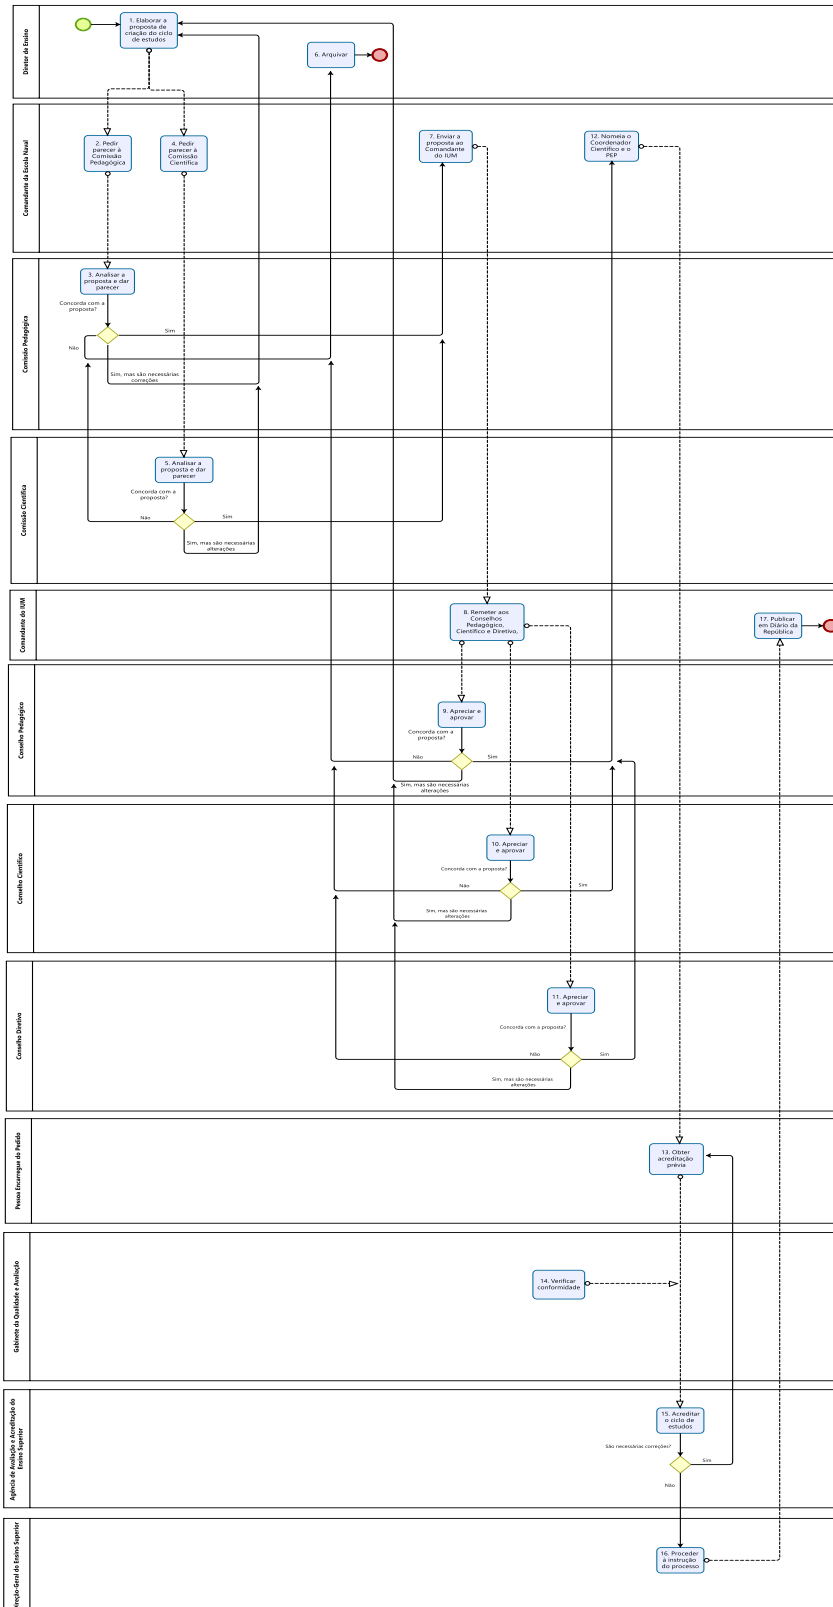 Diretor de Ensino
1. Elaborar a
proposta de
criação do ciclo
de estudos
6. Arquivar
Comandante da Escola Naval
2. Pedir
parecer à
Comissão
Pedagógica
4. Pedir
parecer à
Comissão
Científica
7. Enviar a
proposta ao
Comandante
do IUM
12. Nomeia o
Coordenador
Científico e o
PEP
Comissão Pedagógica
3. Analisar a
proposta e dar
parecer
Concorda com a
proposta?
Sim
Não
Sim, mas são necessárias
correções
Comissão Científica
5. Analisar a
proposta e dar
parecer
Concorda com a
proposta?
Não
Sim
Sim, mas são necessárias
alterações
Comandante do IUM
8. Remeter aos
Conselhos
Pedagógico,
Científico e Diretivo,
17. Publicar
em Diário da
República
Conselho Pedagógico
9. Apreciar e
aprovar
Concorda com a
proposta?
Não
Sim
Sim, mas são necessárias
alterações
Conselho Científico
10. Apreciar
e aprovar
Concorda com a proposta?
Não
Sim
Sim, mas são necessárias
alterações
Conselho Diretivo
11. Apreciar
e aprovar
Concorda com a proposta?
Não
Sim
Sim, mas são necessárias
alterações
Pessoa Encarregue do Pedido
13. Obter
acreditação
prévia
Gabinete da Qualidade e Avaliação
14. Verificar
conformidade
Agência de Avaliação e Acreditação do
Ensino Superior
15. Acreditar
o ciclo de
estudos
São necessárias correções?
Sim
Não
Direção-Geral do Ensino Superior
16. Proceder
à instrução
do processo